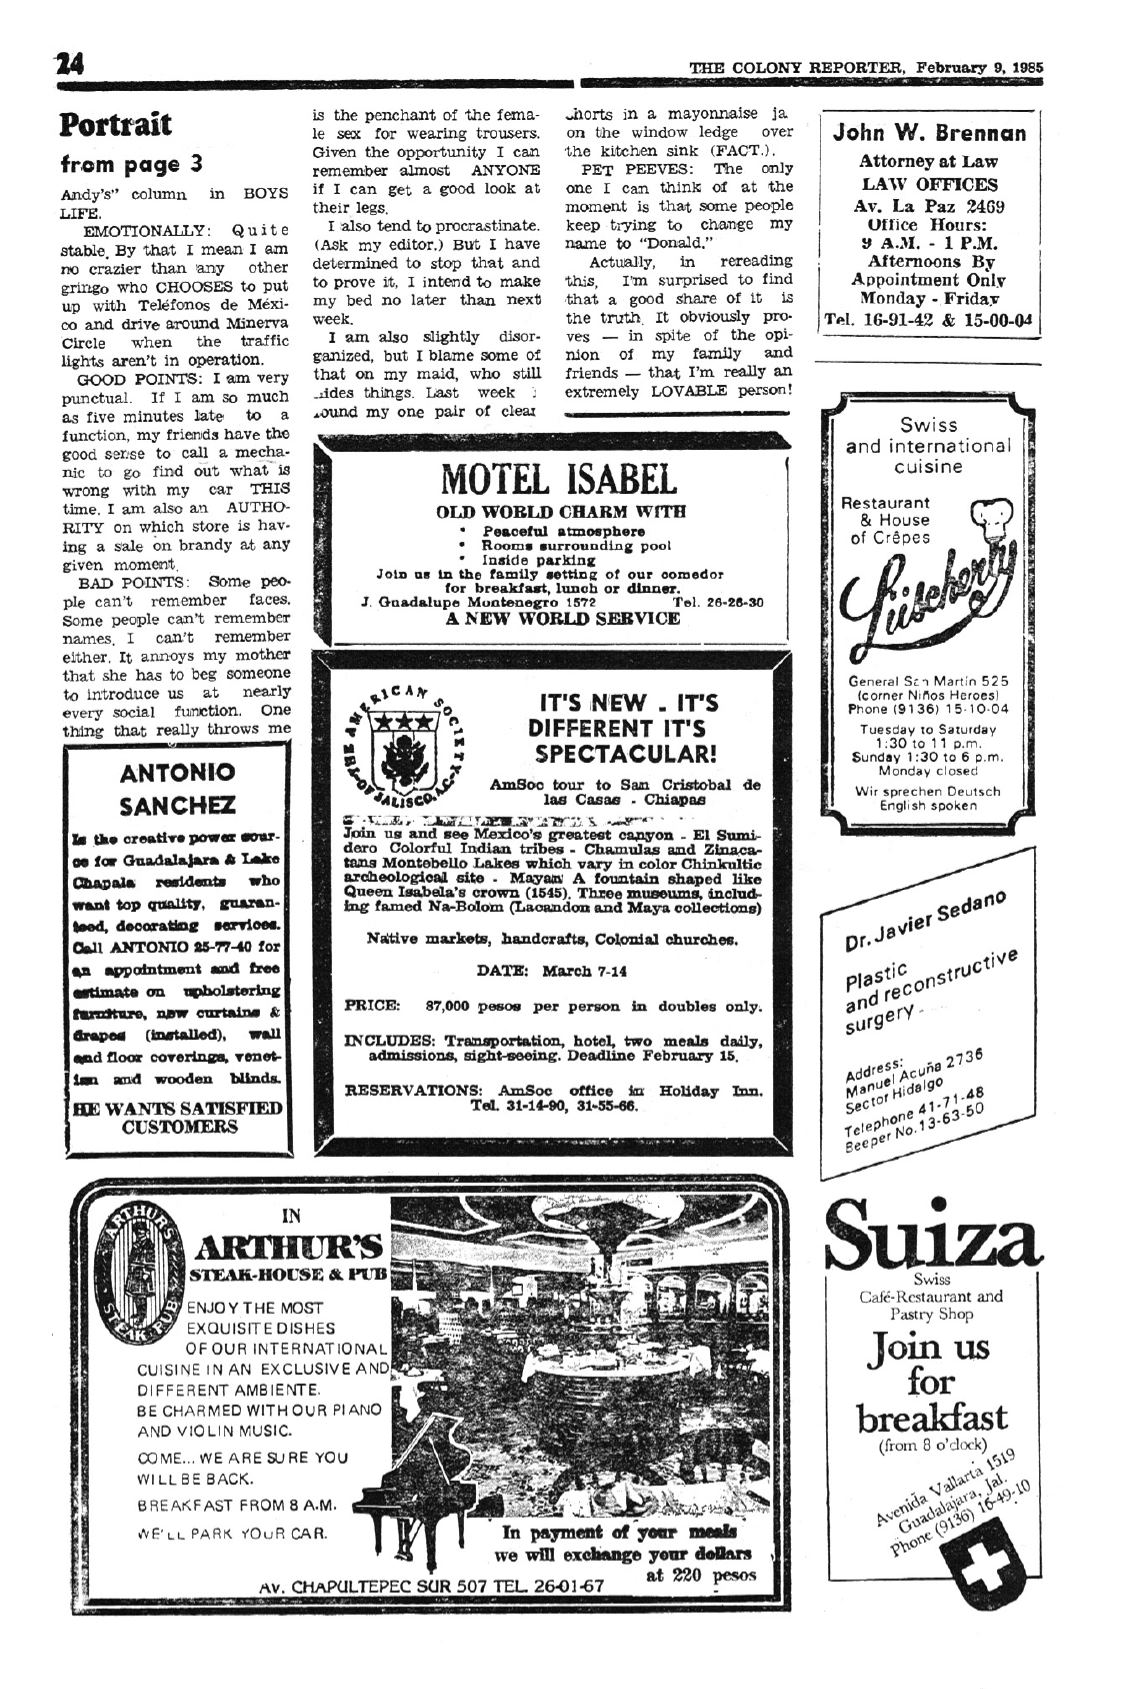 24
THE COLONY REPORTER, February 9, 1985
Portrait
from page 3
Andy's" column in BOYS
LIFE.
EMOTIONALLY: Quite
stable. By that I mean I am
no crazier than any other
gringo who CHOOSES to put
up with Teléfonos de Méxi-
co and drive around Minerva
Circle when the traffic
lights aren't in operation.
GOOD POINTS: I am very
punctual. If I am so much
as five minutes late to a
function, my friends have the
good sense to call a mecha-
nic to go find out what is
wrong with my car THIS
time. I am also an AUTHO-
RITY on which store is hav-
ing a sale on brandy at any
given moment.
BAD POINTS: Some peo-
ple can't remember faces.
Some people can't remember
names. I can't remember
either. It annoys my mother
that she has to beg someone
to introduce us at nearly
every social function. One
thing that really throws me
is the penchant of the fema-
le sex for wearing trousers.
Given the opportunity I can
remember almost ANYONE
if I can get a good look at
their legs.
I also tend to procrastinate.
(Ask my editor.) But I have
determined to stop that and
to prove it, I intend to make
my bed no later than next
week.
I am also slightly disor-
ganized, but I blame some of
that on my maid, who still
ides things. Last week
ound my one pair of clean
horts in a mayonnaise ja
on the window ledge over
the kitchen sink (FACT.).
PET PEEVES: The only
one I can think of at the
moment is that some people
keep trying to change my
name to "Donald."
Actually, in rereading
this, I'm surprised to find
that a good share of it is
the truth. It obviously pro-
ves — in spite of the opi-
nion of my family and
friends — that I'm really an
extremely LOVABLE person!
John W. Brennan
Attorney at Law
LAW OFFICES
Av. La Paz 2469
Office Hours:
9 A.M. - 1 P.M.
Afternoons By
Appointment Only
Monday - Friday
Tel. 16-91-42 & 15-00-04
MOTEL ISABEL
OLD WORLD CHARM WITH
* Peaceful atmosphere
* Rooms surrounding pool
* Inside parking
Join us in the family setting of our comedor
for breakfast, lunch or dinner.
J. Guadalupe Montenegro 1572 Tel. 26-26-30
A NEW WORLD SERVICE
Swiss
and international
cuisine
Restaurant
& House
of Crêpes
Lüscherly
General San Martin 525
(corner Niños Heroes)
Phone (9136) 15-10-04
Tuesday to Saturday
1:30 to 11 p.m.
Sunday 1:30 to 6 p.m.
Monday closed
Wir sprechen Deutsch
English spoken
THE AMERICAN SOCIETY
OF JALISCO, A.C.
IT'S NEW - IT'S
DIFFERENT IT'S
SPECTACULAR!
AmSoc tour to San Cristobal de
las Casas - Chiapas
Join us and see Mexico's greatest canyon - El Sumi-
dero Colorful Indian tribes - Chamulas and Zinaca-
tans Montebello Lakes which vary in color Chinkultic
archeological site - Mayan A fountain shaped like
Queen Isabela's crown (1545). Three museums, includ-
ing famed Na-Bolom (Lacandon and Maya collections)
Native markets, handcrafts, Colonial churches.
DATE: March 7-14
PRICE: 87,000 pesos per person in doubles only.
INCLUDES: Transportation, hotel, two meals daily,
admissions, sight-seeing. Deadline February 15.
RESERVATIONS: AmSoc office in Holiday Inn.
Tel. 31-14-90, 31-55-66.
ANTONIO
SANCHEZ
Is the creative power sour-
ce for Guadalajara & Lake
Chapala residents who
want top quality, guaran-
teed, decorating services.
Call ANTONIO 25-77-40 for
an appointment and free
estimate on upholstering
furniture, new curtains &
drapes (installed), wall
and floor coverings, venet-
ian and wooden blinds.
HE WANTS SATISFIED
CUSTOMERS
Dr. Javier Sedano
Plastic
and reconstructive
surgery
Address:
Manuel Acuña 2736
Sector Hidalgo
Telephone 41-71-48
Beeper No. 13-63-50
ARTHUR'S
STEAK PUB
IN
ARTHUR'S
STEAK-HOUSE & PUB
ENJOY THE MOST
EXQUISITE DISHES
OF OUR INTERNATIONAL
CUISINE IN AN EXCLUSIVE AND
DIFFERENT AMBIENTE.
BE CHARMED WITH OUR PIANO
AND VIOLIN MUSIC.
COME... WE ARE SURE YOU
WILL BE BACK.
BREAKFAST FROM 8 A.M.
WE'LL PARK YOUR CAR.
In payment of your meals
we will exchange your dollars
at 220 pesos
AV. CHAPULTEPEC SUR 507 TEL. 26-01-67
Suiza
Swiss
Café-Restaurant and
Pastry Shop
Join us
for
breakfast
(from 8 o'clock)
Avenida Vallarta 1519
Guadalajara, Jal.
Phone (9136) 16-49-10